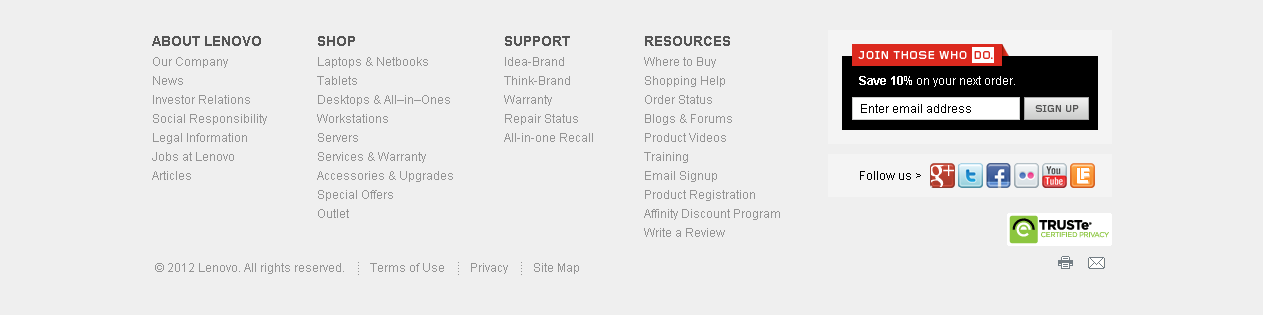 ABOUT LENOVO
Our Company
News
Investor Relations
Social Responsibility
Legal Information
Jobs at Lenovo
Articles
SHOP
Laptops & Netbooks
Tablets
Desktops & All–in–Ones
Workstations
Servers
Services & Warranty
Accessories & Upgrades
Special Offers
Outlet
SUPPORT
Idea-Brand
Think-Brand
Warranty
Repair Status
All-in-one Recall
RESOURCES
Where to Buy
Shopping Help
Order Status
Blogs & Forums
Product Videos
Training
Email Signup
Product Registration
Affinity Discount Program
Write a Review
JOIN THOSE WHO DO.
Save 10% on your next order.
Enter email address SIGN UP
Follow us > g+ t f You Tube LF
TRUSTe
CERTIFIED PRIVACY
© 2012 Lenovo. All rights reserved. Terms of Use Privacy Site Map